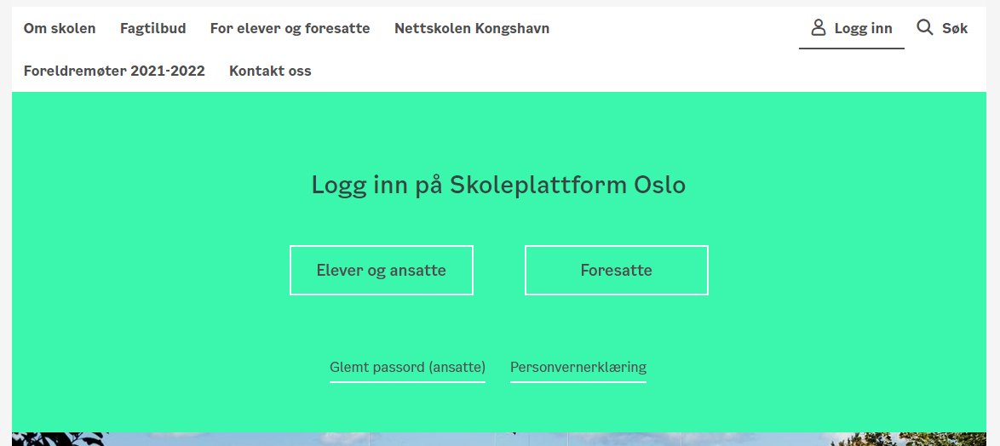 Om skolen Fagtilbud For elever og foresatte Nettskolen Kongshavn Logg inn Søk
Foreldremøter 2021-2022 Kontakt oss
Logg inn på Skoleplattform Oslo
Elever og ansatte Foresatte
Glemt passord (ansatte) Personvernerklæring